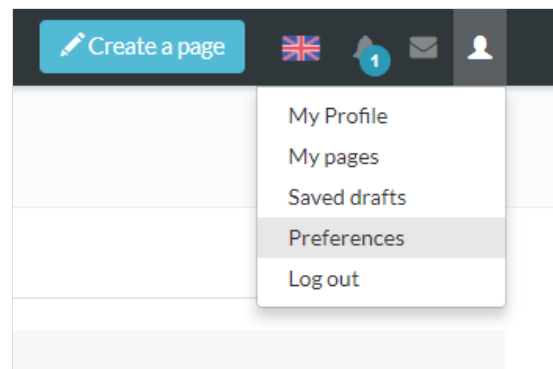 Create a page
1
My Profile
My pages
Saved drafts
Preferences
Log out